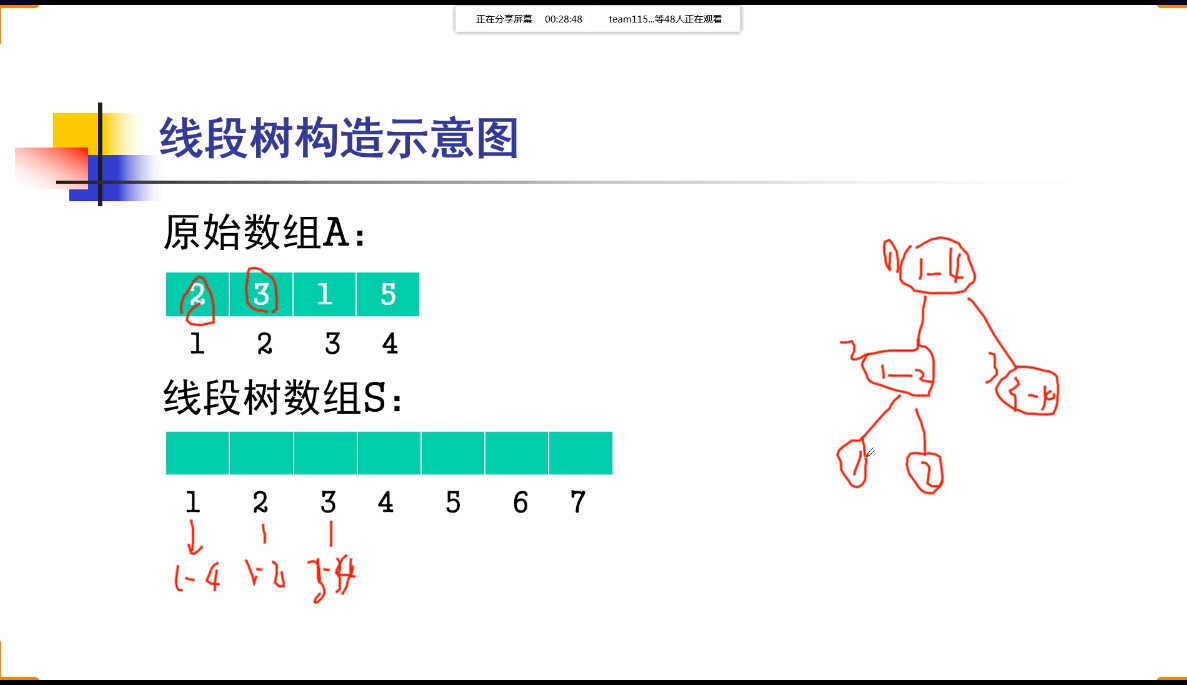 正在分享屏幕 00:28:48 team115...等48人正在观看
线段树构造示意图
原始数组A:
2 3 1 5
1 2 3 4
线段树数组S:
1 2 3 4 5 6 7
1-4 1-2 3-4
1-4
2 1-2 3 3-4
1 2